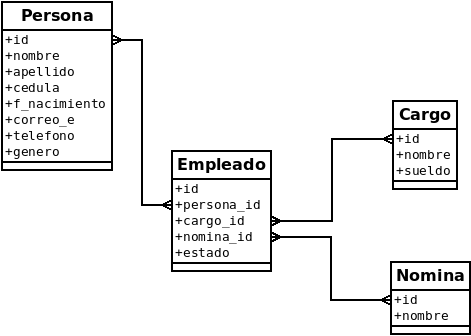 Persona
+id
+nombre
+apellido
+cedula
+f_nacimiento
+correo_e
+telefono
+genero
Empleado
+id
+persona_id
+cargo_id
+nomina_id
+estado
Cargo
+id
+nombre
+sueldo
Nomina
+id
+nombre